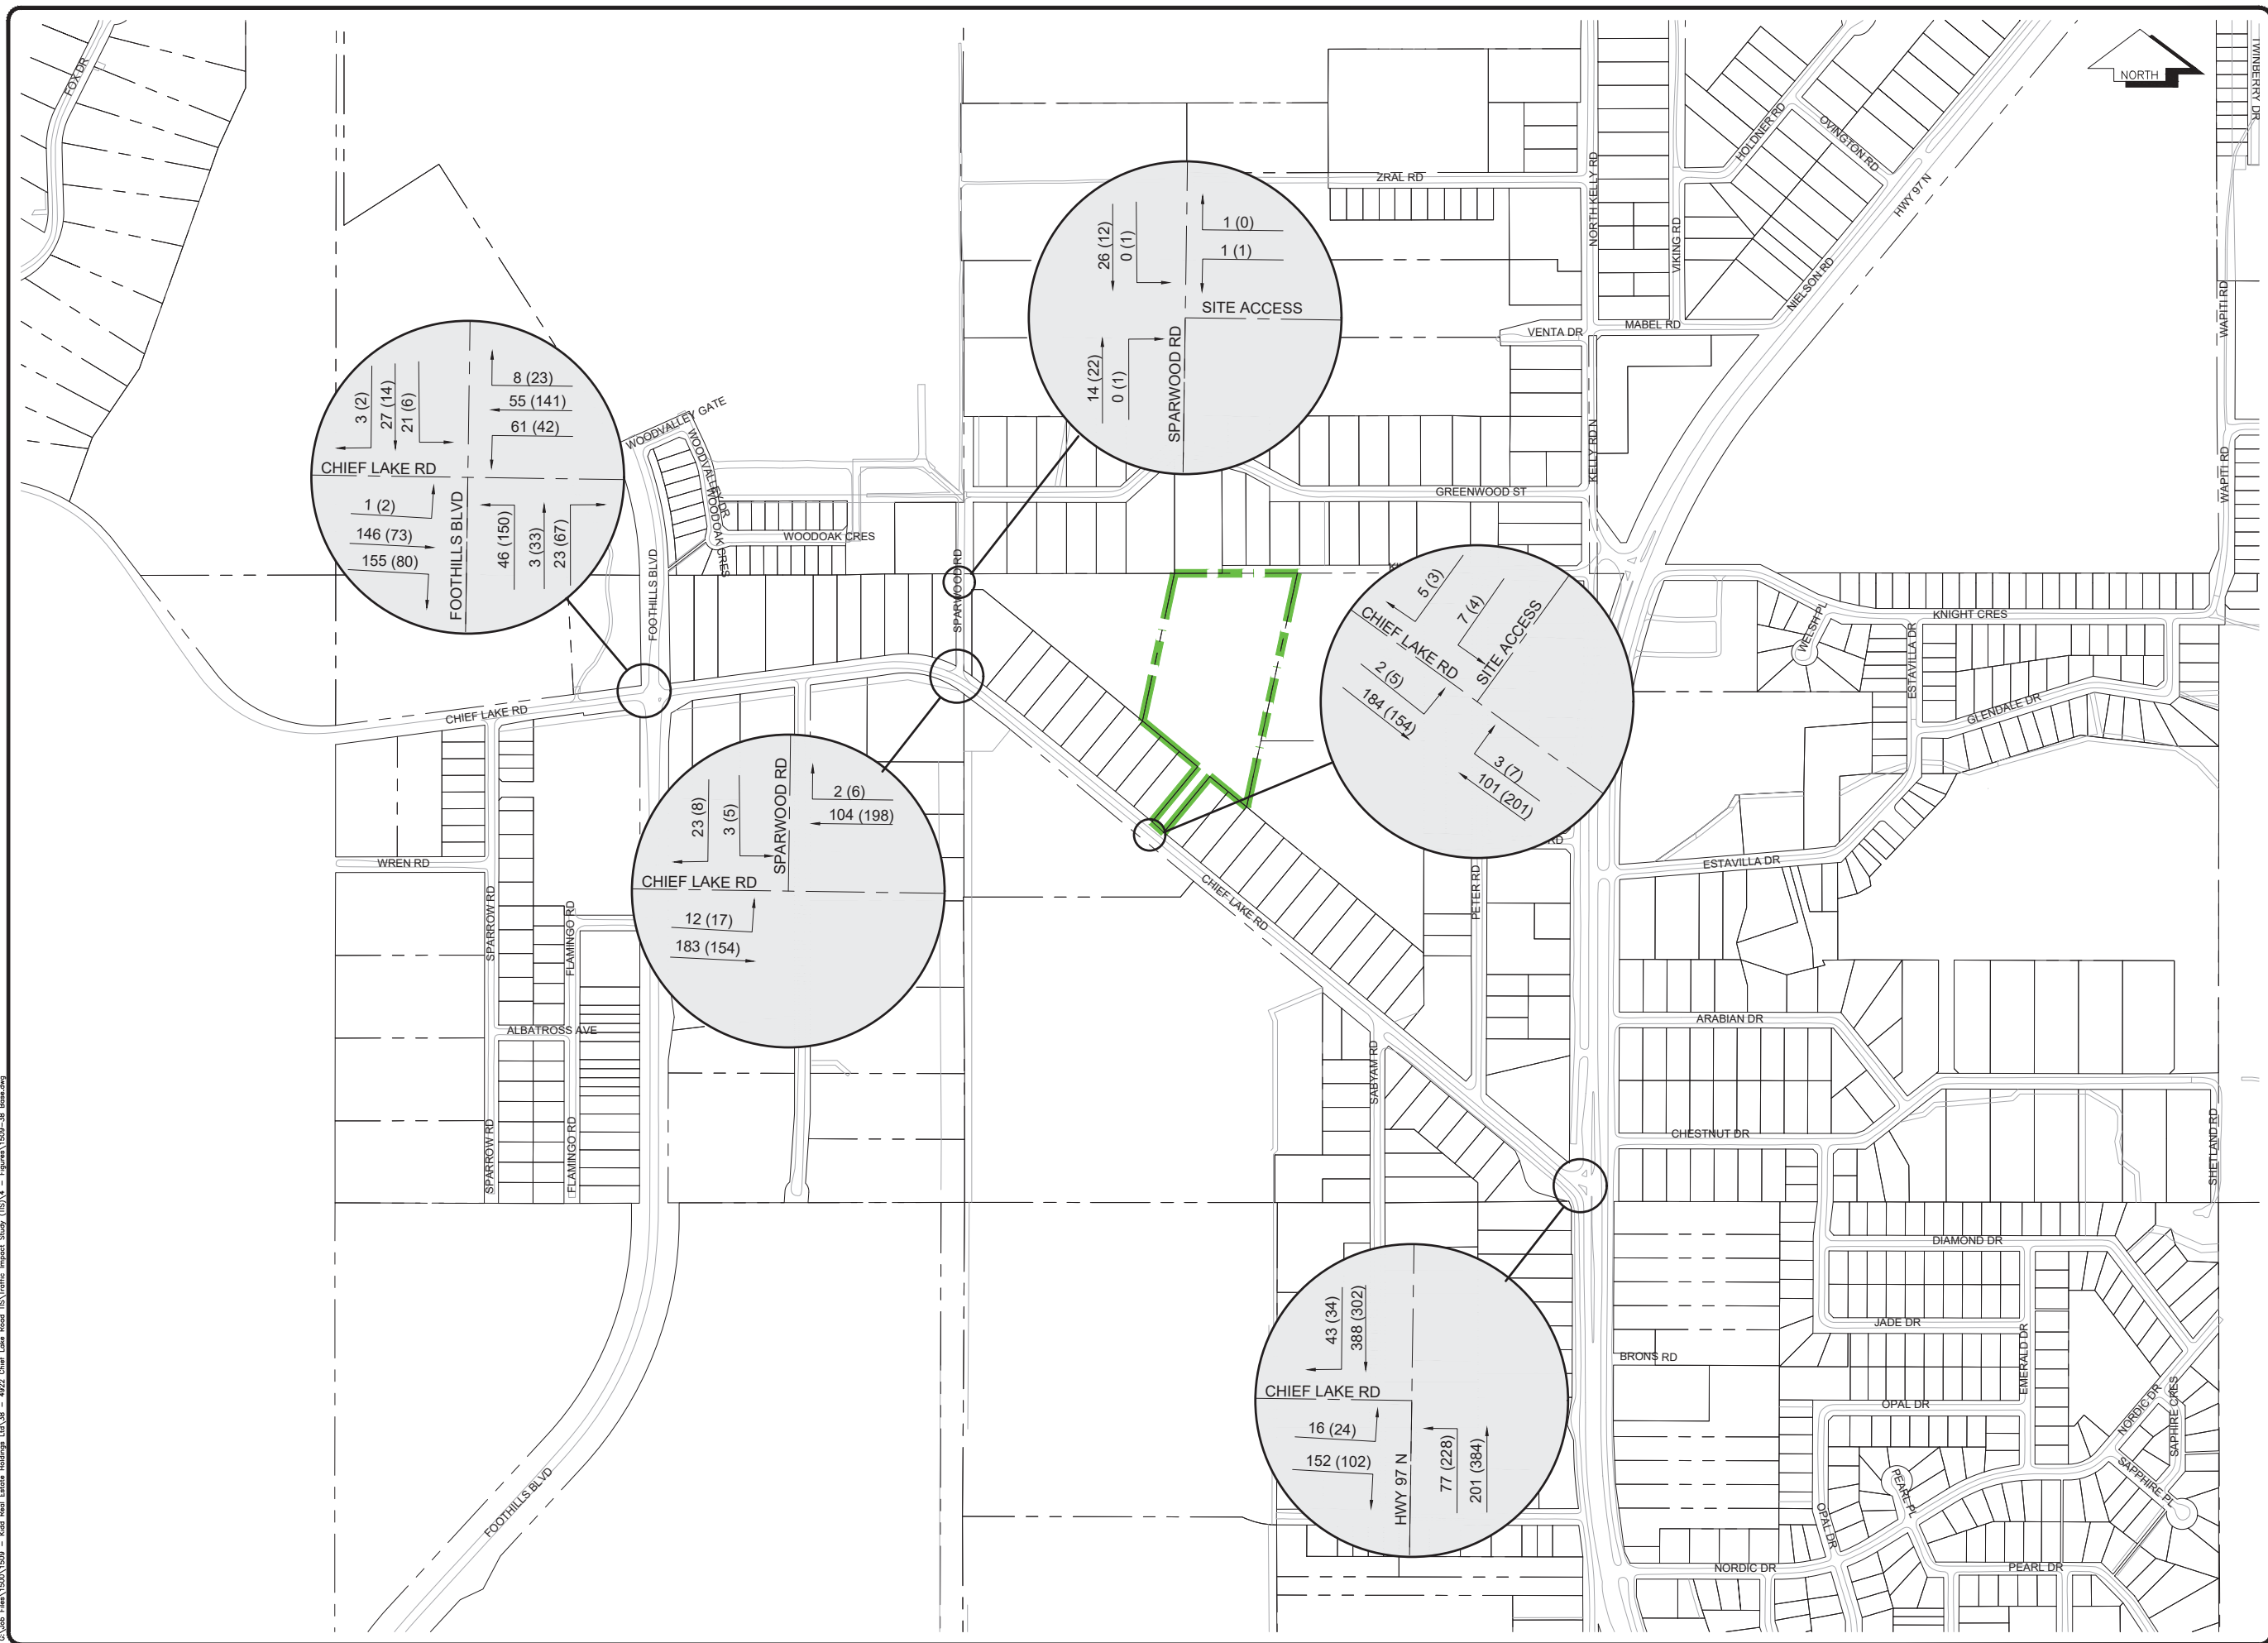 FOX DR
NORTH
TWINBERRY DR
HOLDNER RD
OVINGTON RD
HWY 97 N
NORTH KELLY RD
ZRAL RD
VIKING RD
NIELSON RD
VENTA DR
MABEL RD
WAPITI RD
26 (12)
0 (1)
1 (0)
1 (1)
SITE ACCESS
14 (22)
0 (1)
SPARWOOD RD
3 (2)
27 (14)
21 (6)
8 (23)
55 (141)
61 (42)
CHIEF LAKE RD
1 (2)
146 (73)
155 (80)
FOOTHILLS BLVD
46 (150)
3 (33)
23 (67)
WOODVALLEY GATE
WOODVALLEY DR
WOODOAK CRES
WOODOAK CRES
KELLY RD N
GREENWOOD ST
WAPITI RD
FOOTHILLS BLVD
SPARWOOD RD
5 (3)
7 (4)
CHIEF LAKE RD
SITE ACCESS
2 (5)
184 (154)
3 (7)
101 (201)
WELSH PL
KNIGHT CRES
ESTAVILLA DR
GLENDALE DR
CHIEF LAKE RD
23 (8)
3 (5)
SPARWOOD RD
2 (6)
104 (198)
CHIEF LAKE RD
12 (17)
183 (154)
RD
ESTAVILLA DR
WREN RD
SPARROW RD
FLAMINGO RD
PETER RD
CHIEF LAKE RD
ALBATROSS AVE
ARABIAN DR
SABYAM RD
SPARROW RD
FLAMINGO RD
CHESTNUT DR
SHETLAND RD
DIAMOND DR
43 (34)
388 (302)
CHIEF LAKE RD
16 (24)
152 (102)
HWY 97 N
77 (228)
201 (384)
JADE DR
BRONS RD
EMERALD DR
OPAL DR
NORDIC DR
SAPHIRE CRES
SAPPHIRE PL
PEARL PL
OPAL DR
FOOTHILLS BLVD
NORDIC DR
PEARL DR